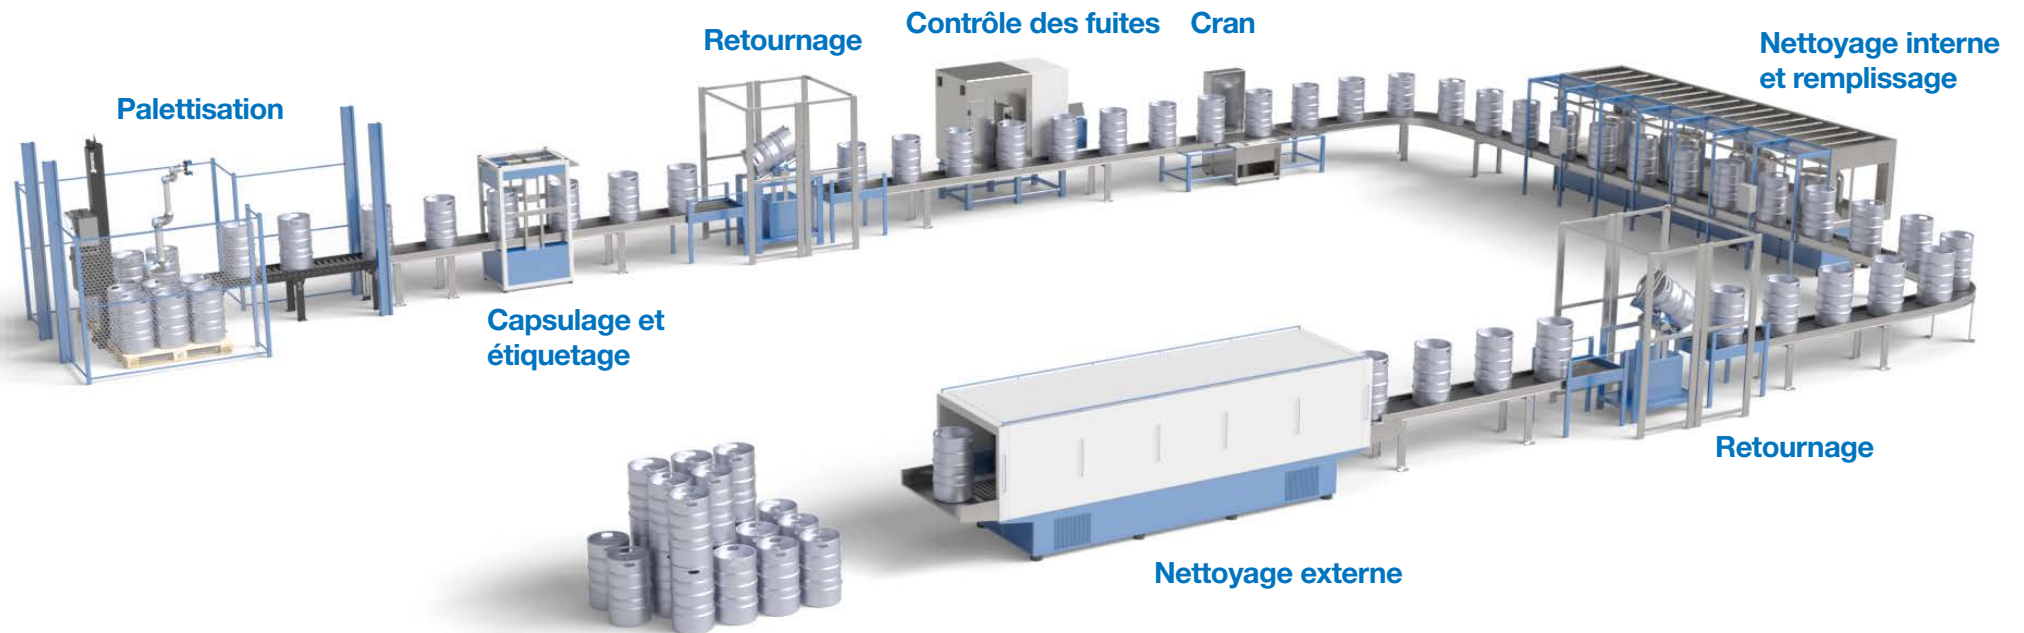 Contrôle des fuites
Cran
Retournage
Nettoyage interne
et remplissage
Palettisation
Capsulage et
étiquetage
Retournage
Nettoyage externe